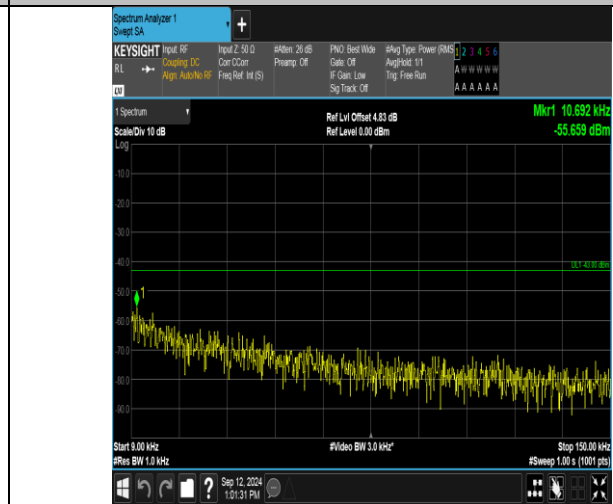 Spectrum Analyzer 1
Swept SA
+
KEYSIGHT Input: RF Input Z: 50 Ω #Atten: 26 dB PNO: Best Wide #Avg Type: Power (RMS 1 2 3 4 5 6
RL Coupling: DC Corr CCorr Preamp: Off Gate: Off Avg|Hold: 1/1 A W W W W W
Align: Auto/No RF Freq Ref: Int (S) IF Gain: Low Trig: Free Run
Sig Track: Off A A A A A A
LXI
1 Spectrum Ref Lvl Offset 4.83 dB Mkr1 10.692 kHz
Scale/Div 10 dB Ref Level 0.00 dBm -55.659 dBm
Log
-10.0
-20.0
-30.0
-40.0
DL1 -43.00 dBm
-50.0
1
-60.0
-70.0
-80.0
-90.0
Start 9.00 kHz #Video BW 3.0 kHz* Stop 150.00 kHz
#Res BW 1.0 kHz #Sweep 1.00 s (1001 pts)
? Sep 12, 2024
1:01:31 PM